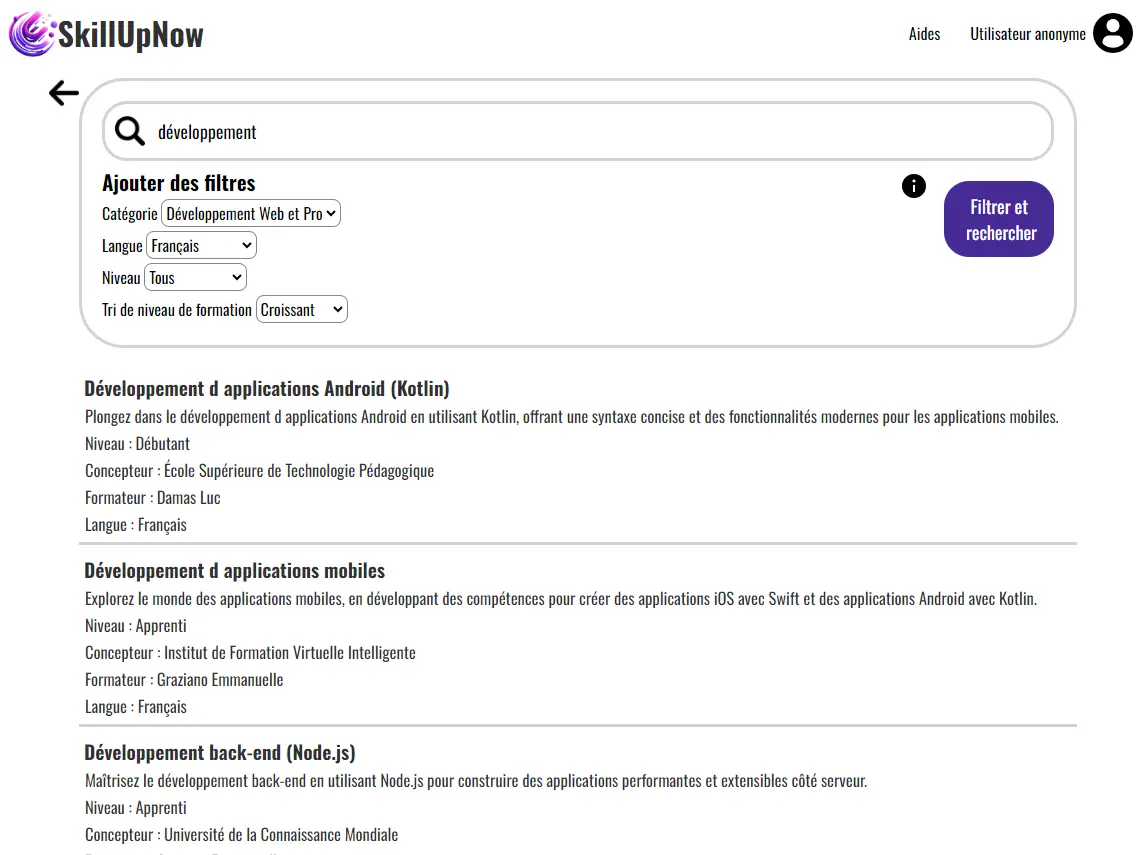 SkillUpNow
Aides
Utilisateur anonyme
développement
Ajouter des filtres
Catégorie Développement Web et Pro
Langue Français
Niveau Tous
Tri de niveau de formation Croissant
Filtrer et
rechercher
Développement d applications Android (Kotlin)
Plongez dans le développement d applications Android en utilisant Kotlin, offrant une syntaxe concise et des fonctionnalités modernes pour les applications mobiles.
Niveau : Débutant
Concepteur : École Supérieure de Technologie Pédagogique
Formateur : Damas Luc
Langue : Français
Développement d applications mobiles
Explorez le monde des applications mobiles, en développant des compétences pour créer des applications iOS avec Swift et des applications Android avec Kotlin.
Niveau : Apprenti
Concepteur : Institut de Formation Virtuelle Intelligente
Formateur : Graziano Emmanuelle
Langue : Français
Développement back-end (Node.js)
Maîtrisez le développement back-end en utilisant Node.js pour construire des applications performantes et extensibles côté serveur.
Niveau : Apprenti
Concepteur : Université de la Connaissance Mondiale